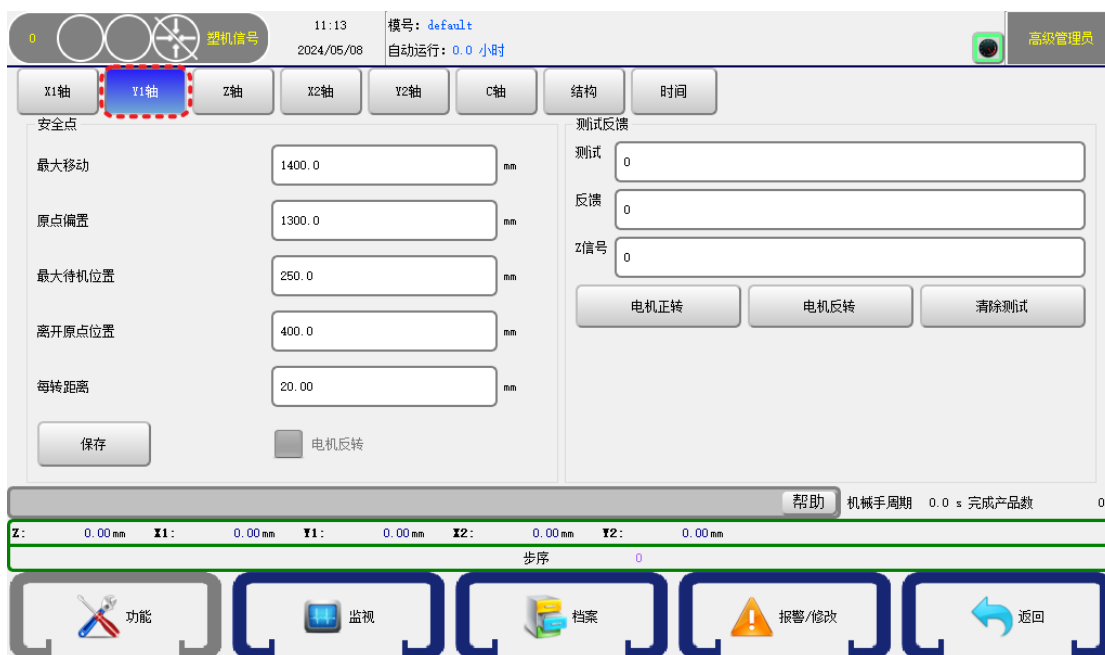 0 塑机信号 11:13 模号: default 高级管理员
2024/05/08 自动运行: 0.0 小时
X1轴 Y1轴 Z轴 X2轴 Y2轴 C轴 结构 时间
安全点 测试反馈
最大移动 1400.0 mm 测试 0
原点偏置 1300.0 mm 反馈 0
最大待机位置 250.0 mm Z信号 0
电机正转 电机反转 清除测试
离开原点位置 400.0 mm
每转距离 20.00 mm
保存 电机反转
帮助 机械手周期 0.0 s 完成产品数 0
Z: 0.00mm X1: 0.00mm Y1: 0.00mm X2: 0.00mm Y2: 0.00mm
步序 0
功能 监视 档案 报警/修改 返回